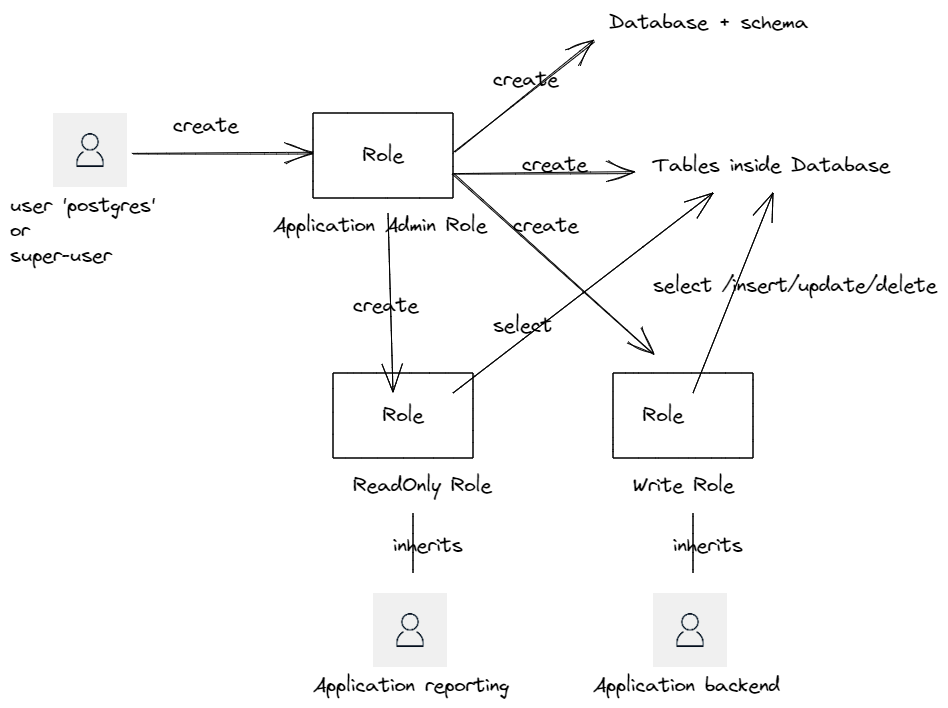 Database + schema
create
create
Role
create
Tables inside Database
user 'postgres'
or
super-user
Application Admin Role
create
select /insert/update/delete
create
select
Role
Role
ReadOnly Role
Write Role
inherits
inherits
Application reporting
Application backend